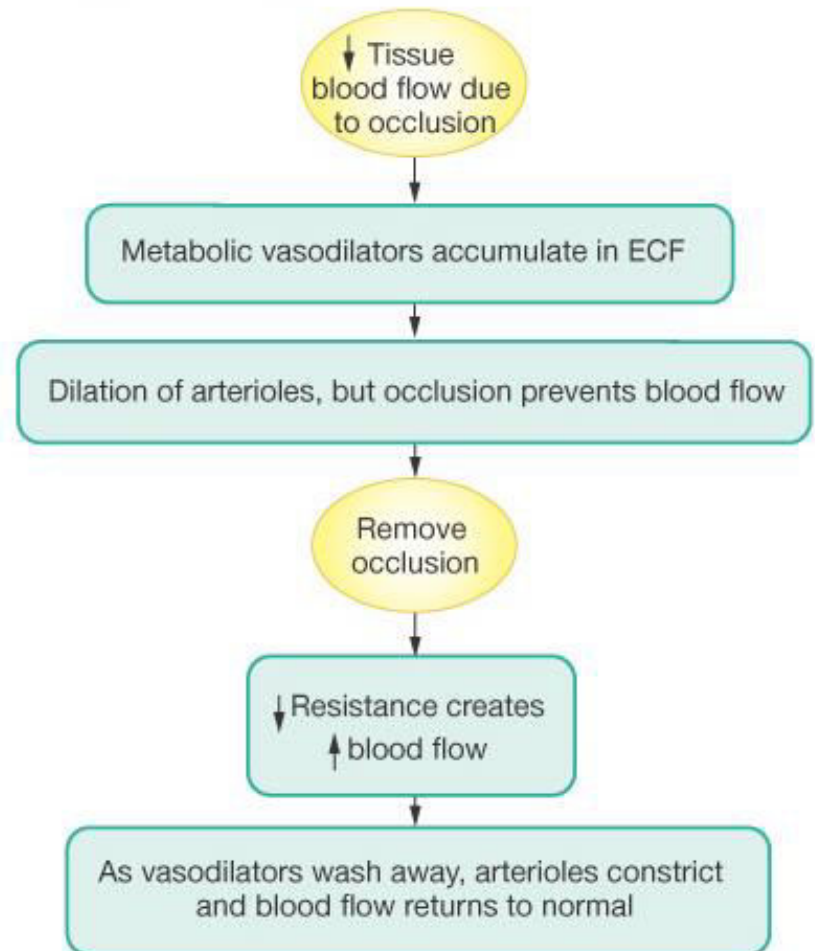 ↓ Tissue
blood flow due
to occlusion
Metabolic vasodilators accumulate in ECF
Dilation of arterioles, but occlusion prevents blood flow
Remove
occlusion
↓ Resistance creates
↑ blood flow
As vasodilators wash away, arterioles constrict
and blood flow returns to normal